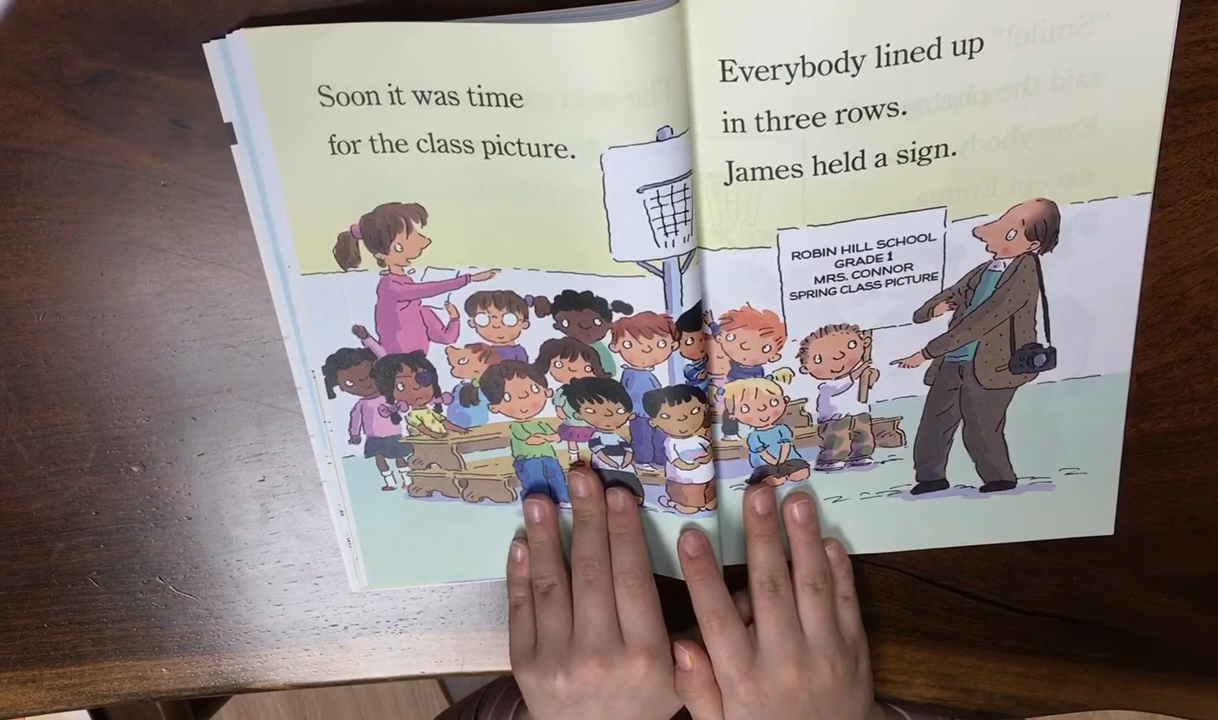 Soon it was time
for the class picture.
Everybody lined up
in three rows.
James held a sign.
ROBIN HILL SCHOOL
GRADE 1
MRS. CONNOR
SPRING CLASS PICTURE